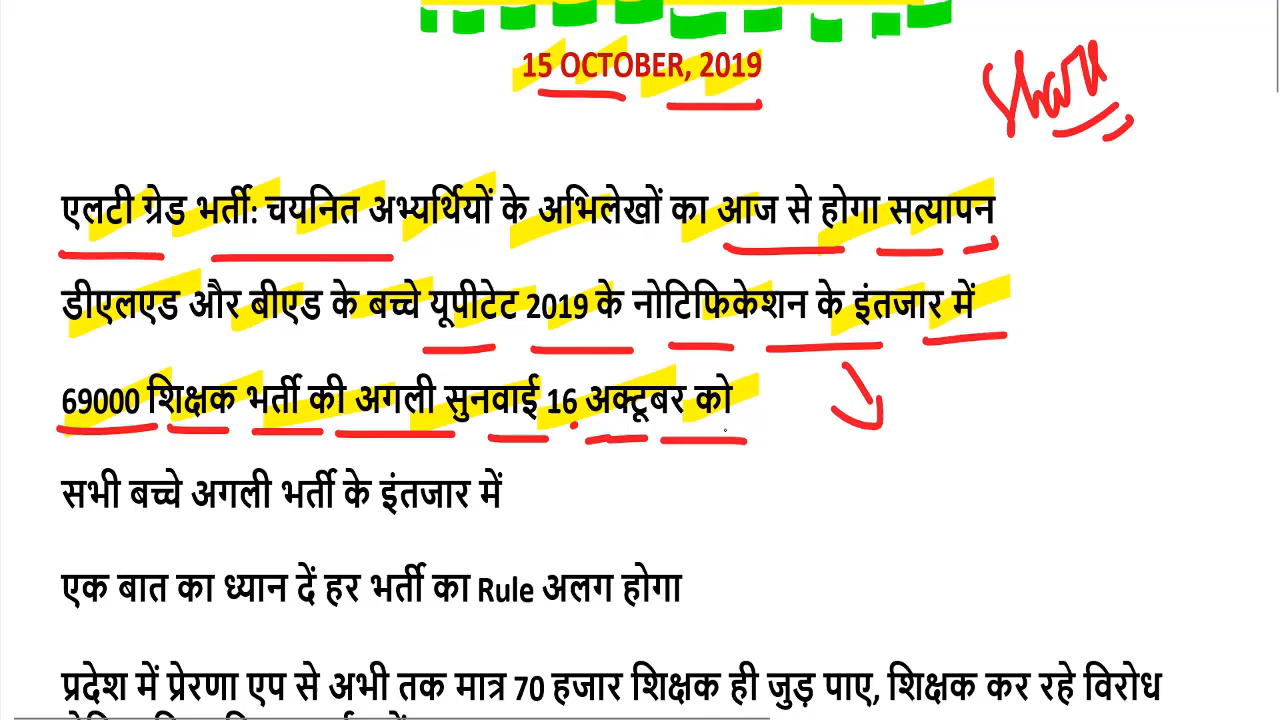 15 OCTOBER, 2019
Share
एलटी ग्रेड भर्ती: चयनित अभ्यर्थियों के अभिलेखों का आज से होगा सत्यापन
डीएलएड और बीएड के बच्चे यूपीटेट 2019 के नोटिफिकेशन के इंतजार में
69000 शिक्षक भर्ती की अगली सुनवाई 16 अक्टूबर को
सभी बच्चे अगली भर्ती के इंतजार में
एक बात का ध्यान दें हर भर्ती का Rule अलग होगा
प्रदेश में प्रेरणा एप से अभी तक मात्र 70 हजार शिक्षक ही जुड़ पाए, शिक्षक कर रहे विरोध